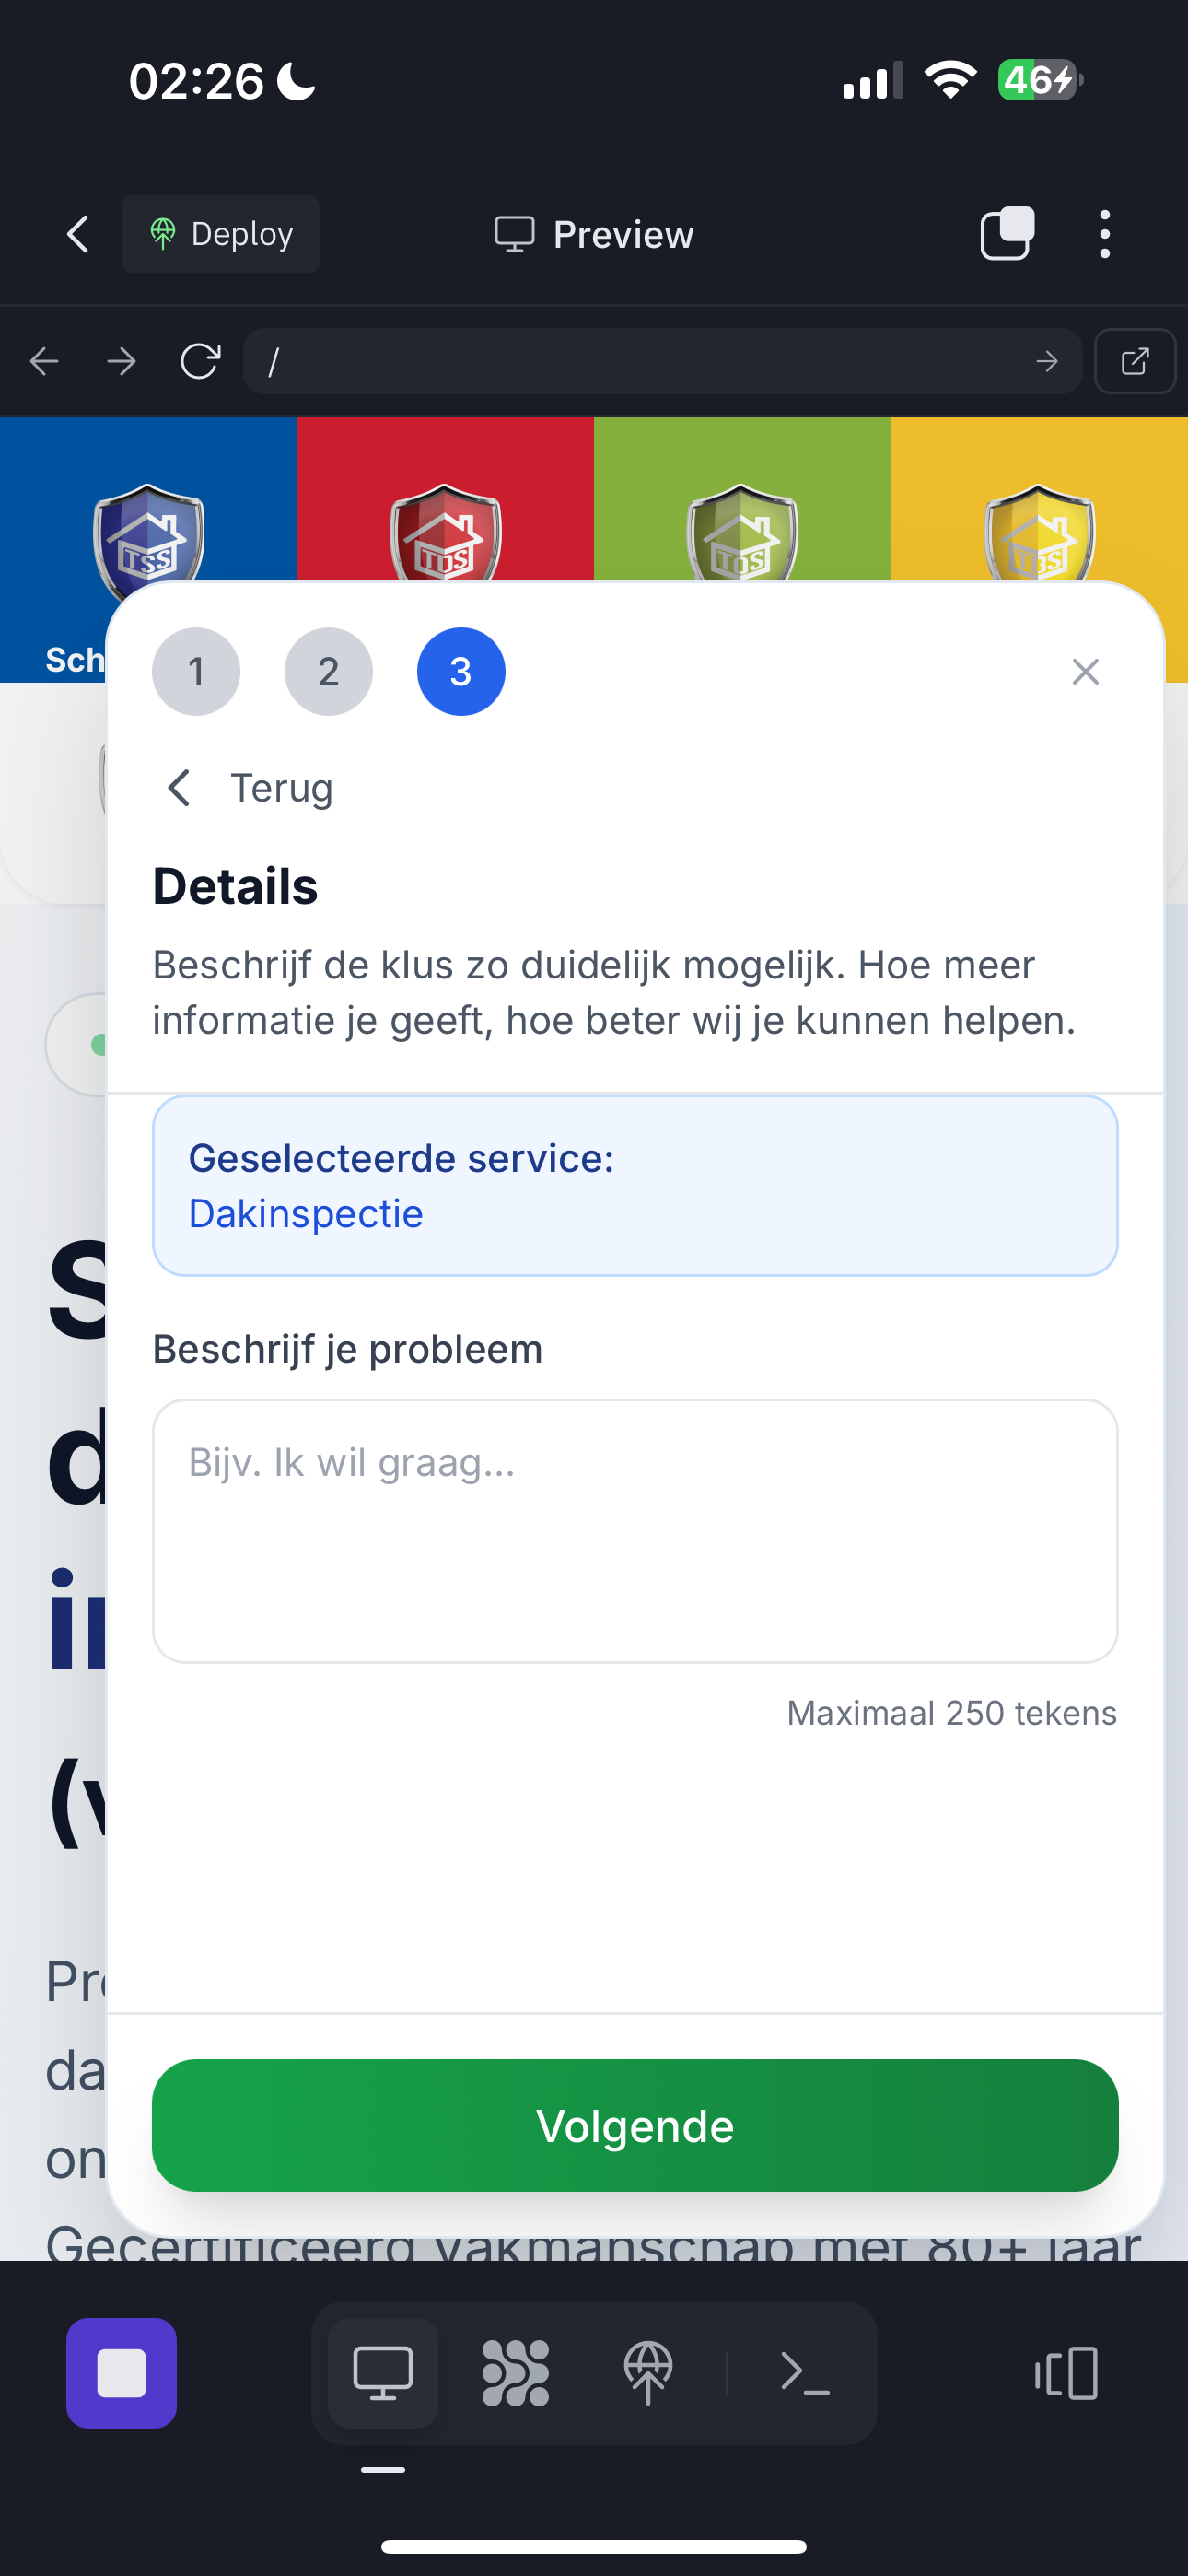 02:26
46
Deploy
Preview
/
TSS
TDS
TOS
TBS
Sch
1
2
3
Terug
Details
Beschrijf de klus zo duidelijk mogelijk. Hoe meer
informatie je geeft, hoe beter wij je kunnen helpen.
Geselecteerde service:
Dakinspectie
S
Beschrijf je probleem
d
Bijv. Ik wil graag...
i
Maximaal 250 tekens
(v
Pr
da
Volgende
on
Gecertificeerd vakmanschap met 80+ jaar